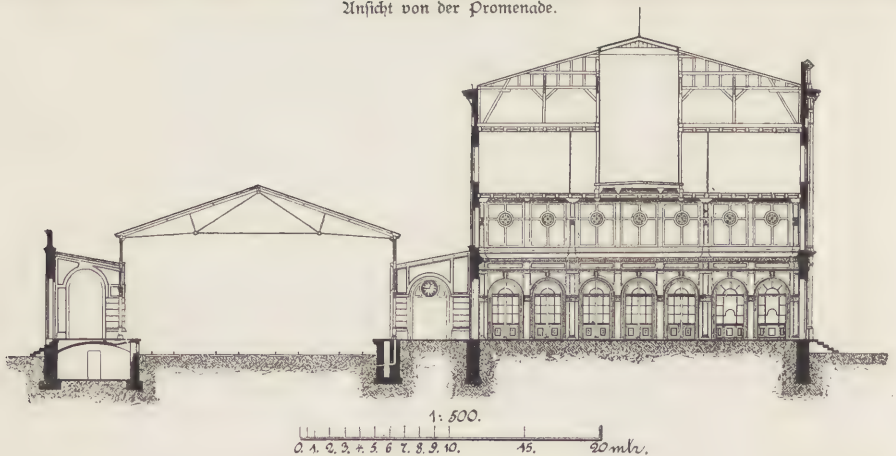 Ansicht von der Promenade.
1:500.
0. 1. 2. 3. 4. 5. 6 7. 8. 9. 10. 15. 20 mtr.